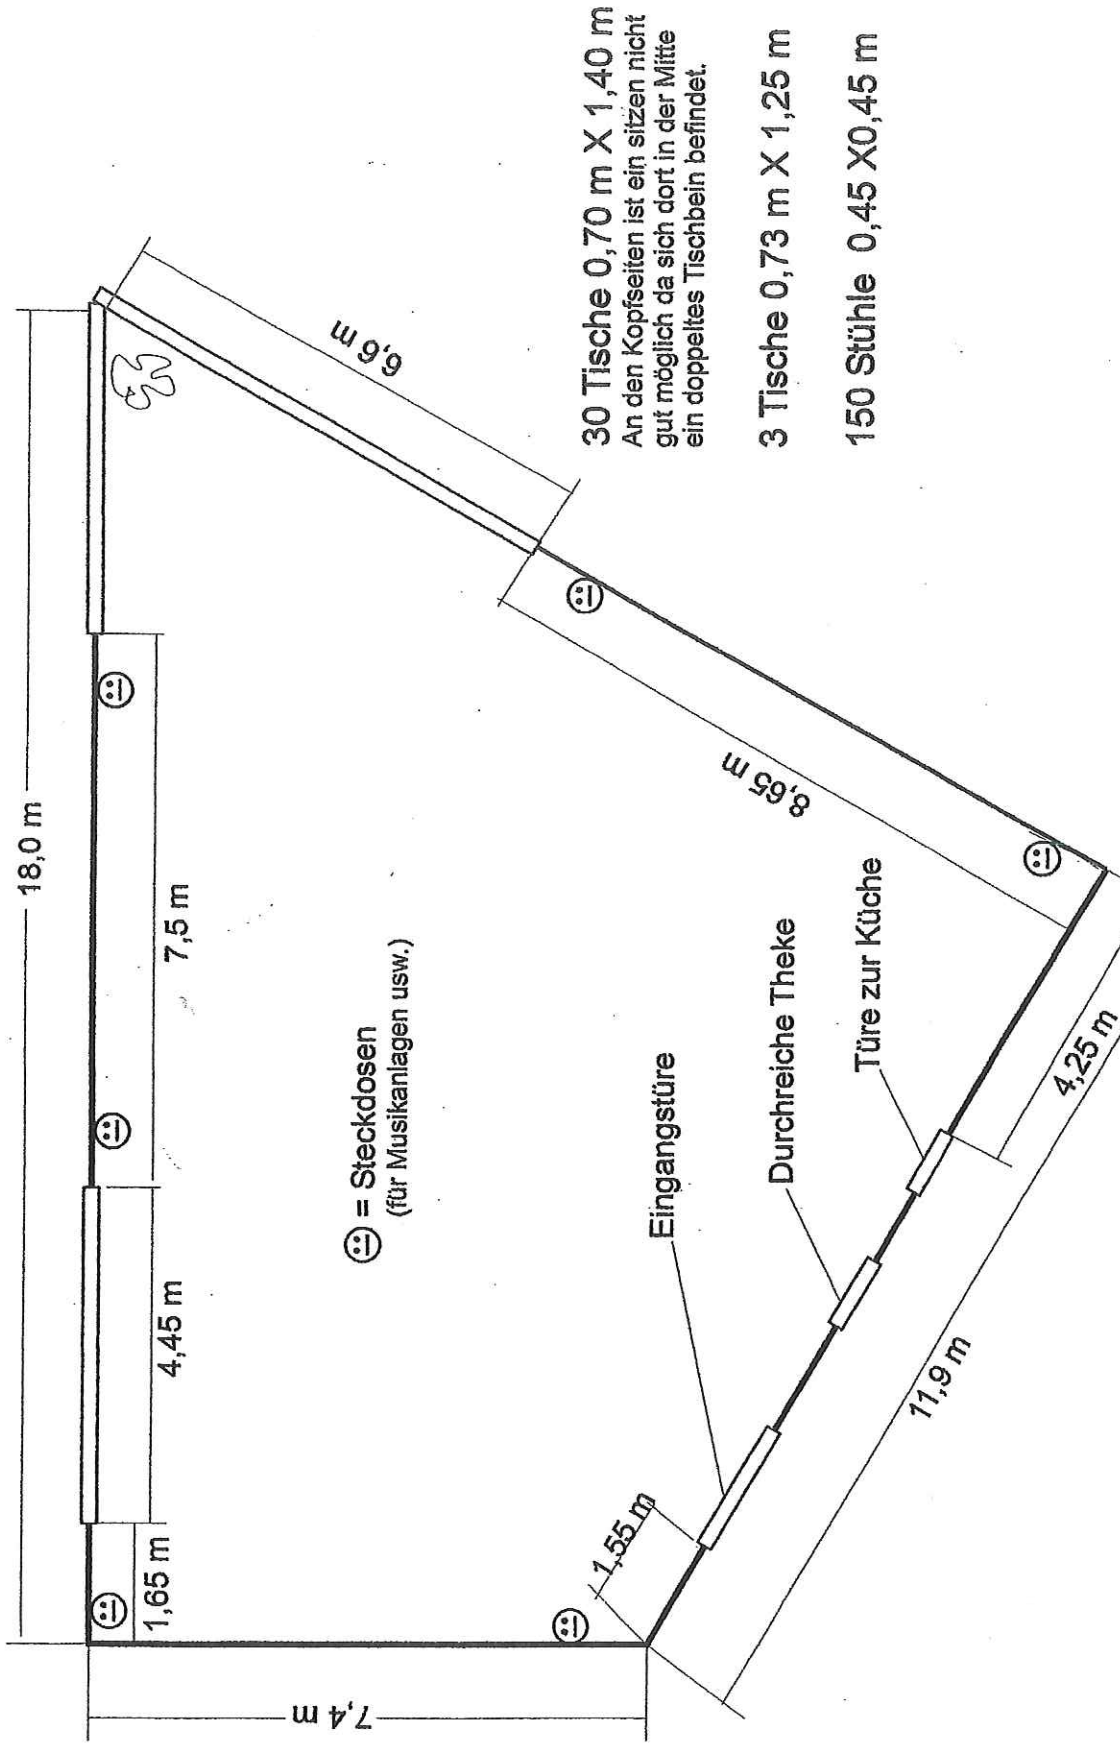 18,0 m
7,5 m
4,45 m
1,65 m
7,4 m
6,6 m
8,65 m
= Steckdosen
(für Musikanlagen usw.)
Eingangstüre
Durchreiche Theke
Türe zur Küche
1,55 m
4,25 m
11,9 m
30 Tische 0,70 m X 1,40 m
An den Kopfseiten ist ein sitzen nicht
gut möglich da sich dort in der Mitte
ein doppeltes Tischbein befindet.
3 Tische 0,73 m X 1,25 m
150 Stühle 0,45 X0,45 m